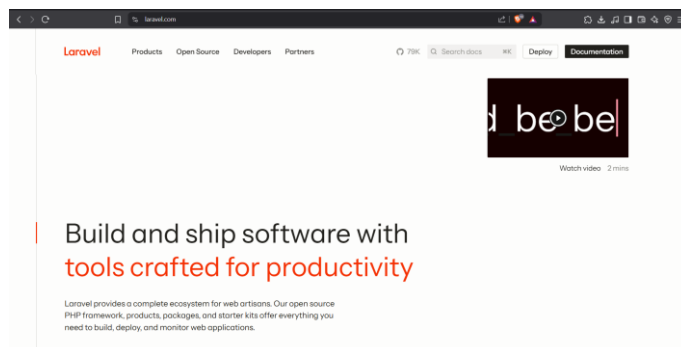 laravel.com
Laravel Products Open Source Developers Partners 79K Search docs ⌘K Deploy Documentation
d_be_be
Watch video 2 mins
Build and ship software with
tools crafted for productivity
Laravel provides a complete ecosystem for web artisans. Our open source
PHP framework, products, packages, and starter kits offer everything you
need to build, deploy, and monitor web applications.